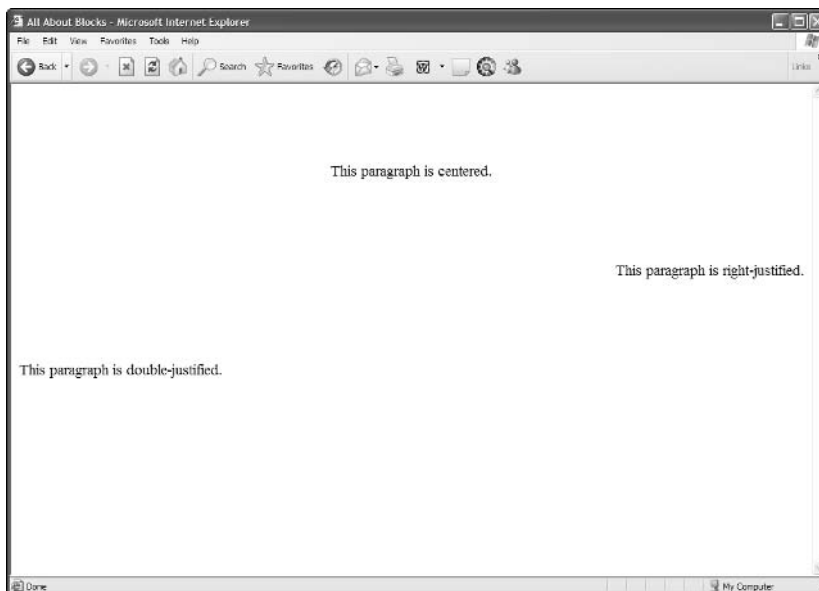 All About Blocks - Microsoft Internet Explorer
File Edit View Favorites Tools Help
Back Search Favorites Links
This paragraph is centered.
This paragraph is right-justified.
This paragraph is double-justified.
Done My Computer